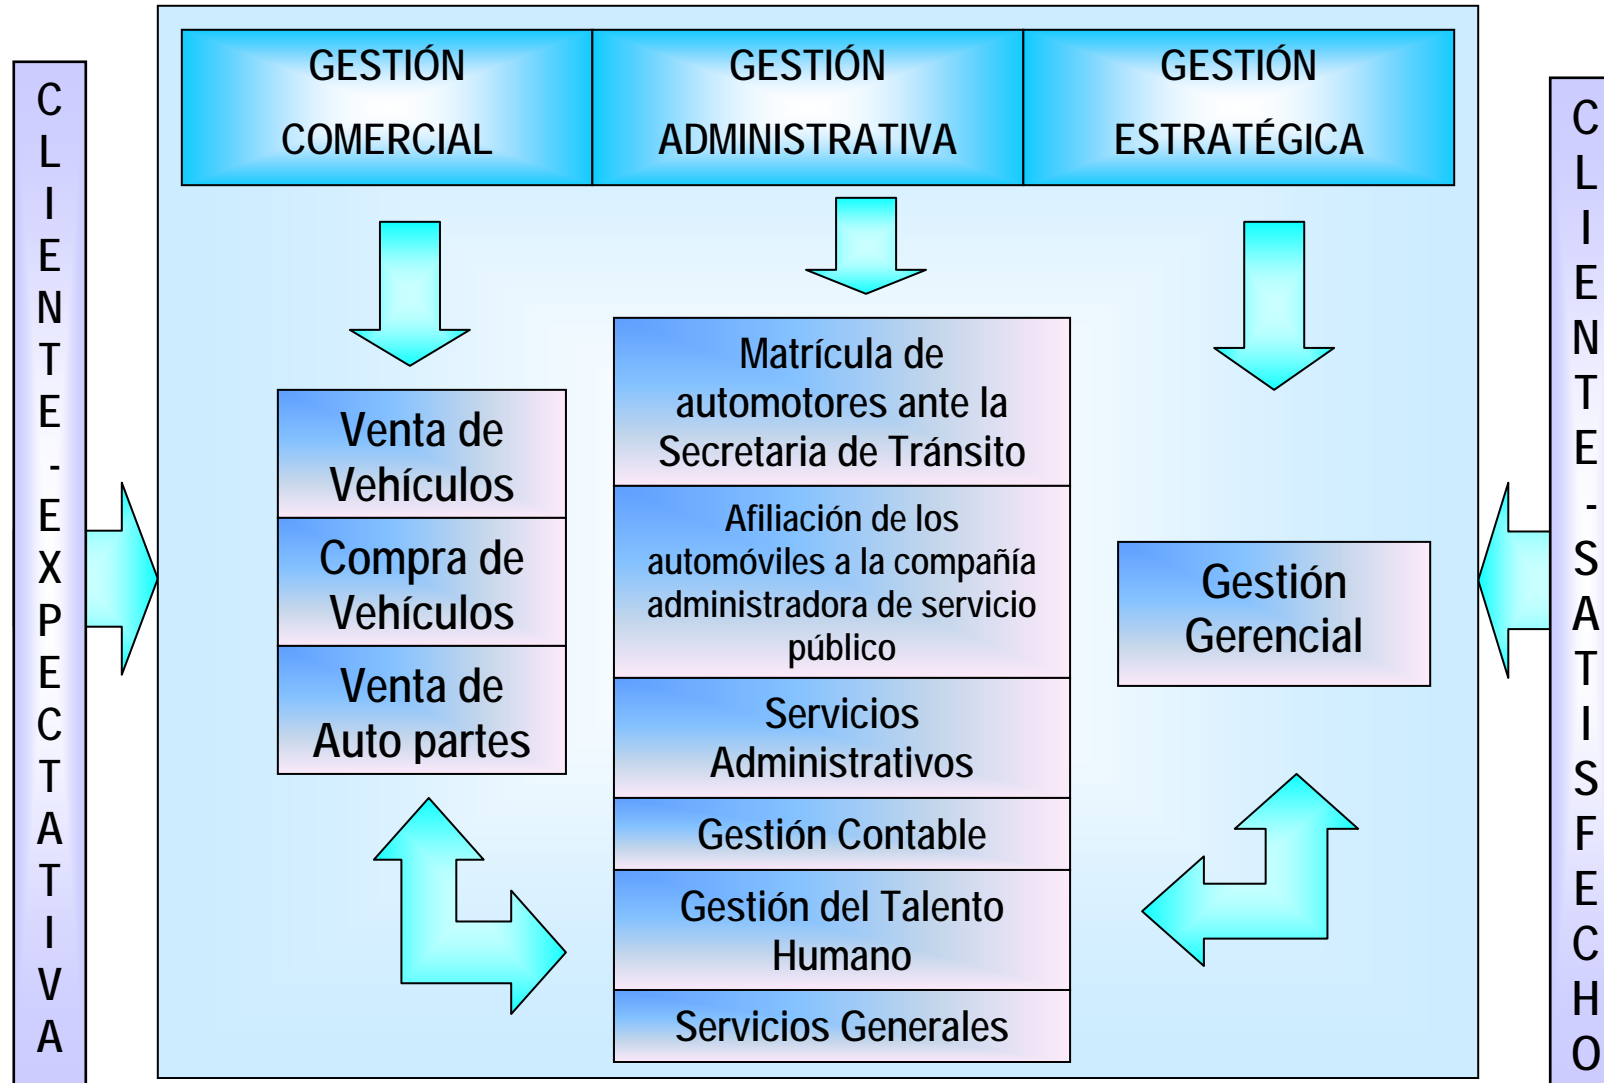 CLIENTE-EXPECTATIVA
GESTIÓN
COMERCIAL
GESTIÓN
ADMINISTRATIVA
GESTIÓN
ESTRATÉGICA
Venta de
Vehículos
Compra de
Vehículos
Venta de
Auto partes
Matrícula de
automotores ante la
Secretaria de Tránsito
Afiliación de los
automóviles a la compañía
administradora de servicio
público
Servicios
Administrativos
Gestión Contable
Gestión del Talento
Humano
Servicios Generales
Gestión
Gerencial
CLIENTE-SATISFECHO